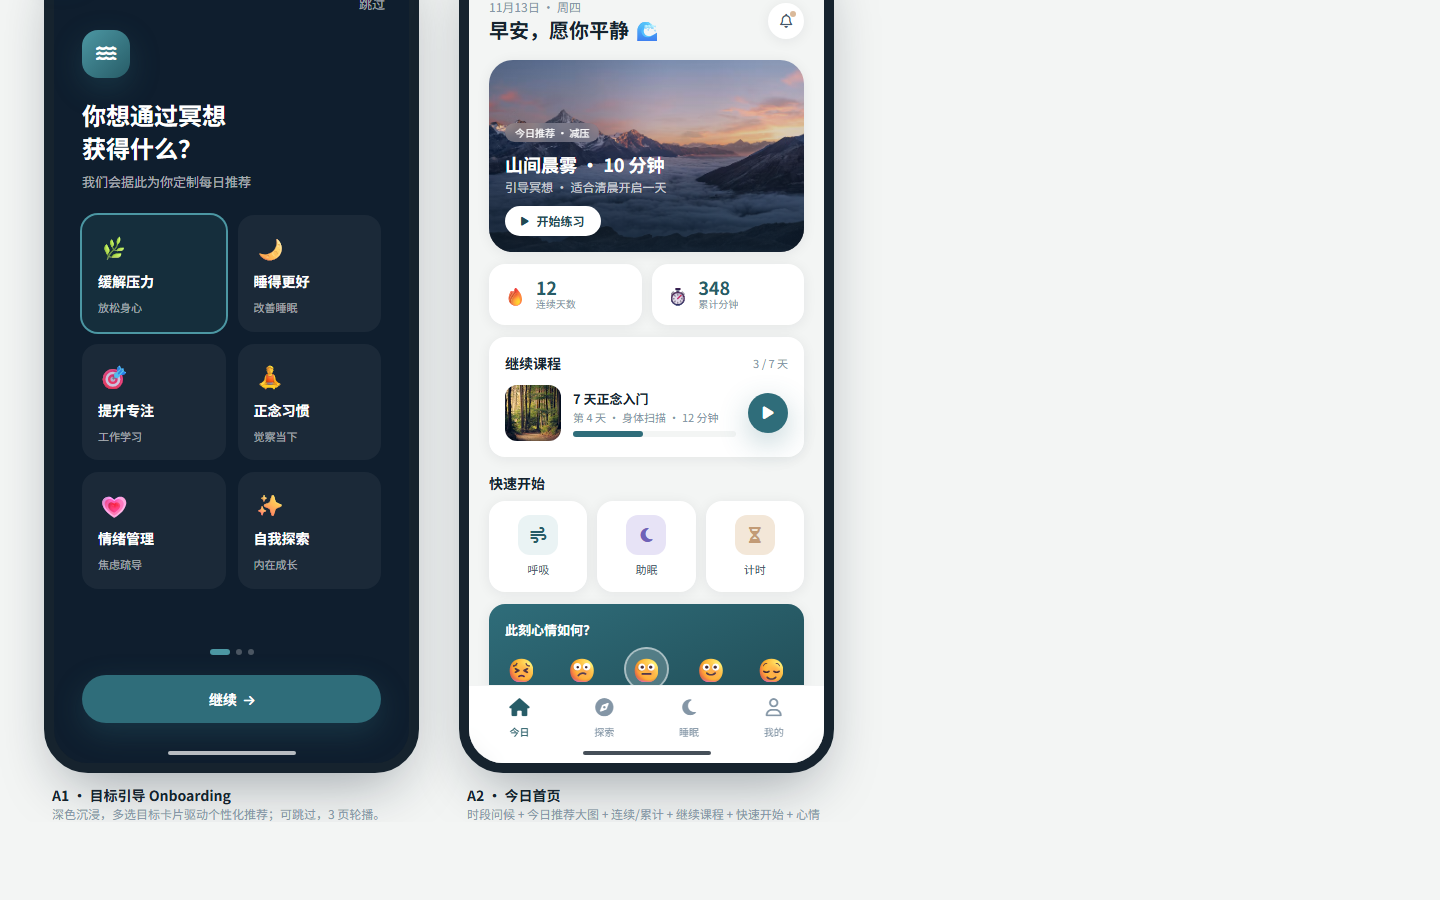 跳过
你想通过冥想
获得什么？
我们会据此为你定制每日推荐
缓解压力
放松身心
睡得更好
改善睡眠
提升专注
工作学习
正念习惯
觉察当下
情绪管理
焦虑疏导
自我探索
内在成长
继续 →
A1 · 目标引导 Onboarding
深色沉浸，多选目标卡片驱动个性化推荐；可跳过，3 页轮播。
11月13日 · 周四
早安，愿你平静
今日推荐 · 减压
山间晨雾 · 10 分钟
引导冥想 · 适合清晨开启一天
开始练习
12
连续天数
348
累计分钟
继续课程
3 / 7 天
7 天正念入门
第 4 天 · 身体扫描 · 12 分钟
快速开始
呼吸
助眠
计时
此刻心情如何？
今日
探索
睡眠
我的
A2 · 今日首页
时段问候 + 今日推荐大图 + 连续/累计 + 继续课程 + 快速开始 + 心情